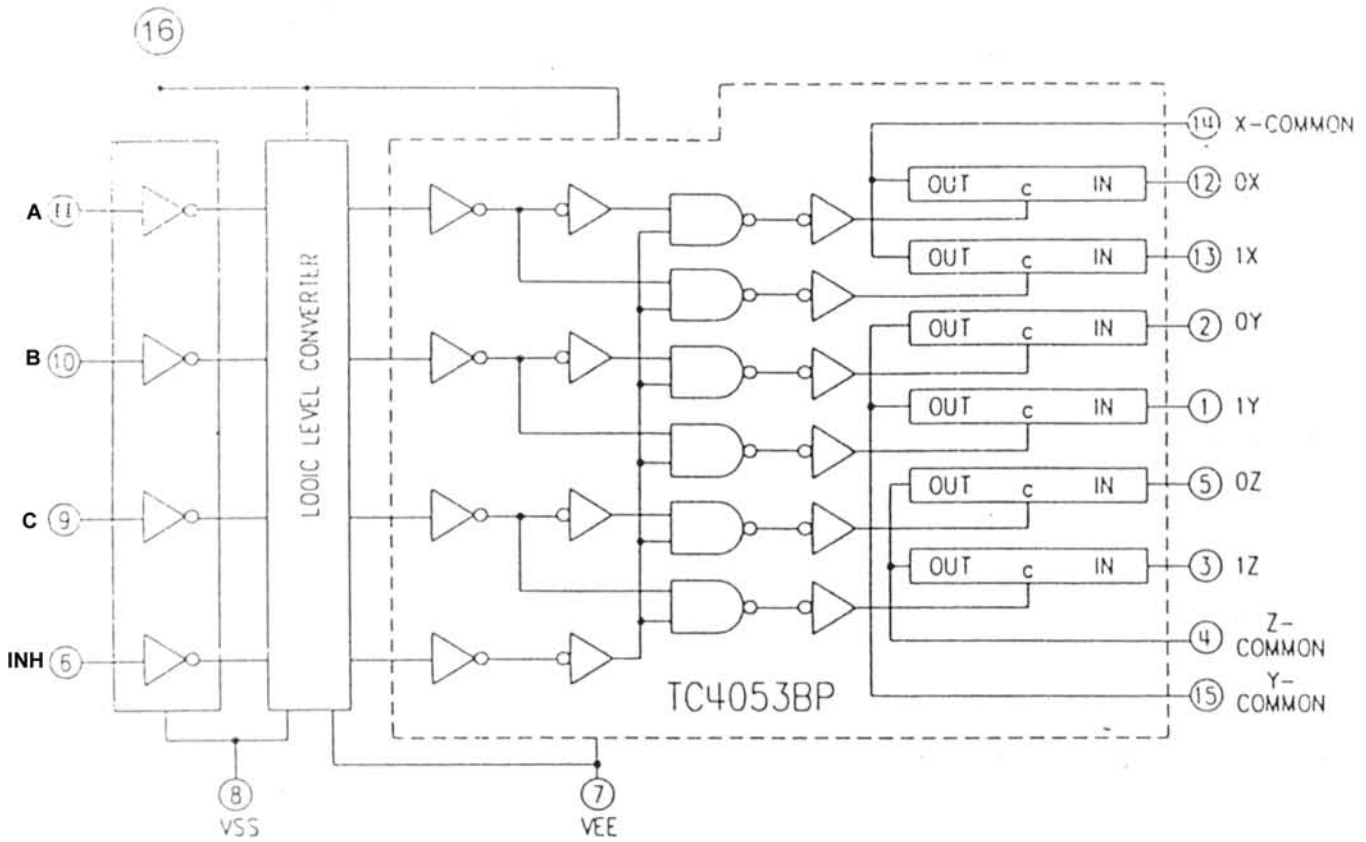 16
14 X-COMMON
A 11
OUT C IN 12 0X
OUT C IN 13 1X
B 10
LOOIC LEVEL CONVERTER
OUT C IN 2 0Y
OUT C IN 1 1Y
C 9
OUT C IN 5 0Z
OUT C IN 3 1Z
INH 6
4 Z-
COMMON
TC4053BP
15 Y-
COMMON
8
VSS
7
VEE